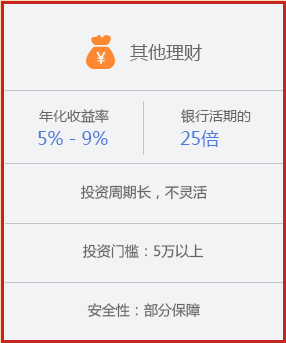 ¥ 其他理财
年化收益率 银行活期的
5% - 9% 25倍
投资周期长，不灵活
投资门槛：5万以上
安全性：部分保障